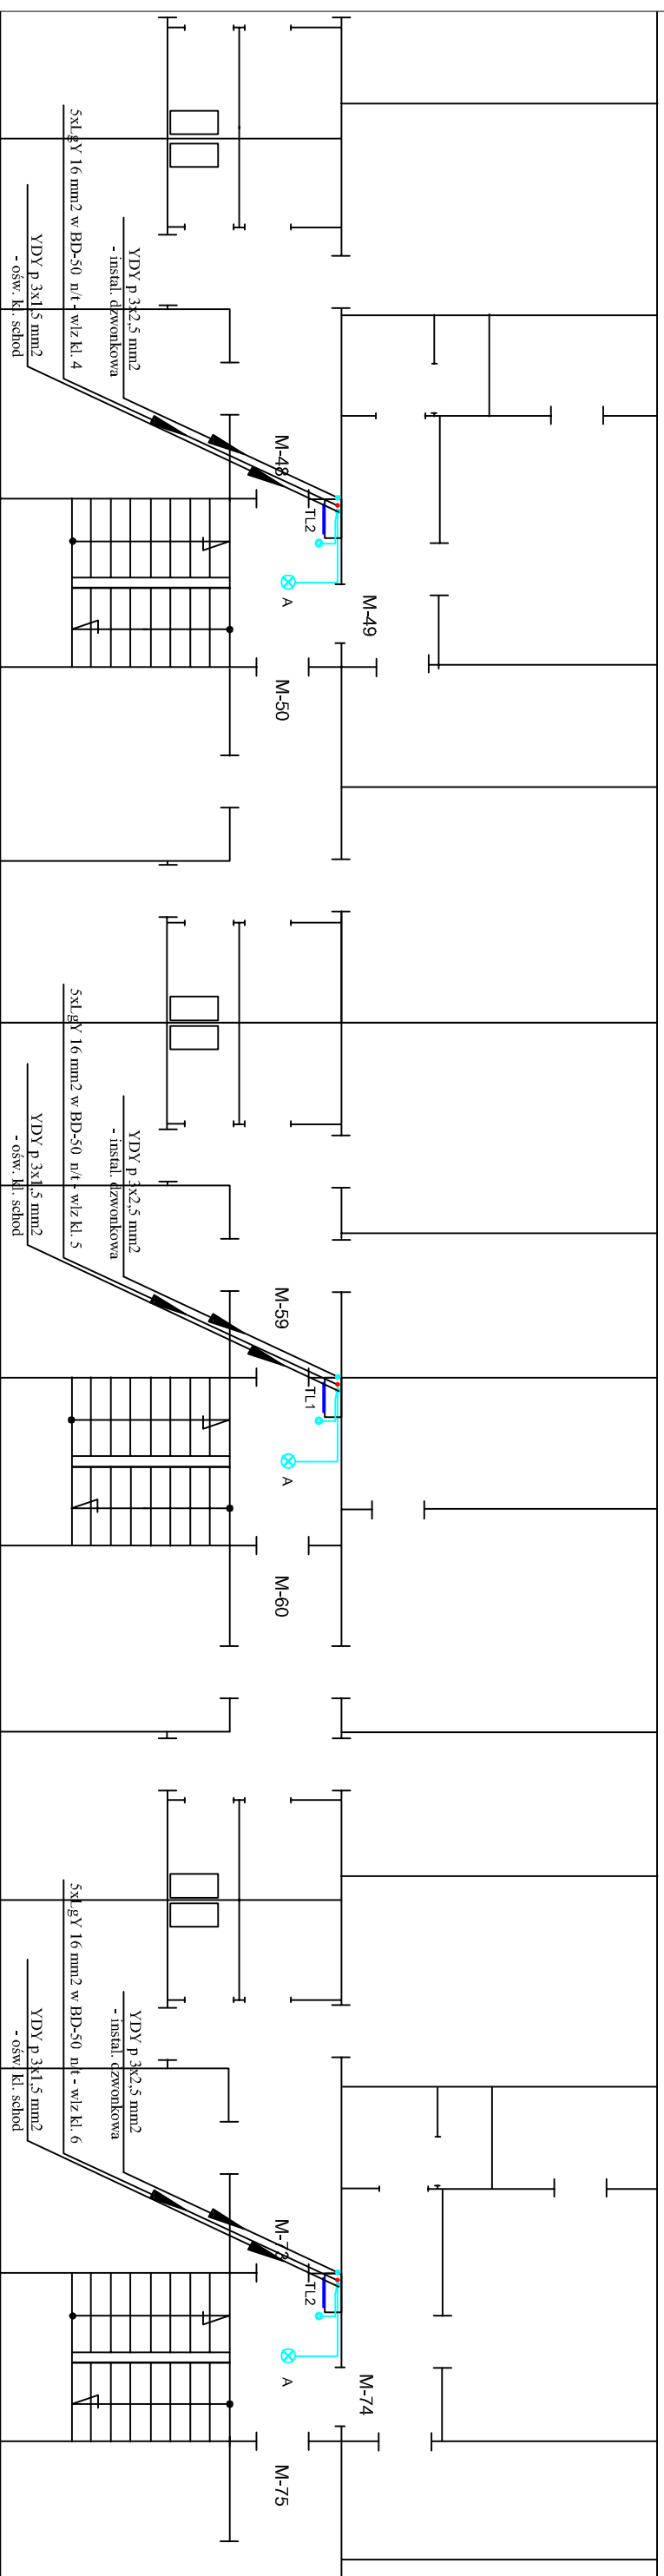 YDY p 3x2,5 mm2
- instal. dzwonkowa
5xLgY 16 mm2 w BD-50 n/t - wlz kl. 4
YDY p 3x1,5 mm2
- ośw. kl. schod
M-48
TL2
A
M-49
M-50
YDY p 3x2,5 mm2
- instal. dzwonkowa
5xLgY 16 mm2 w BD-50 n/t - wlz kl. 5
YDY p 3x1,5 mm2
- ośw. kl. schod
M-59
TL1
A
M-60
YDY p 3x2,5 mm2
- instal. dzwonkowa
5xLgY 16 mm2 w BD-50 n/t - wlz kl. 6
YDY p 3x1,5 mm2
- ośw. kl. schod
M-73
TL2
A
M-74
M-75